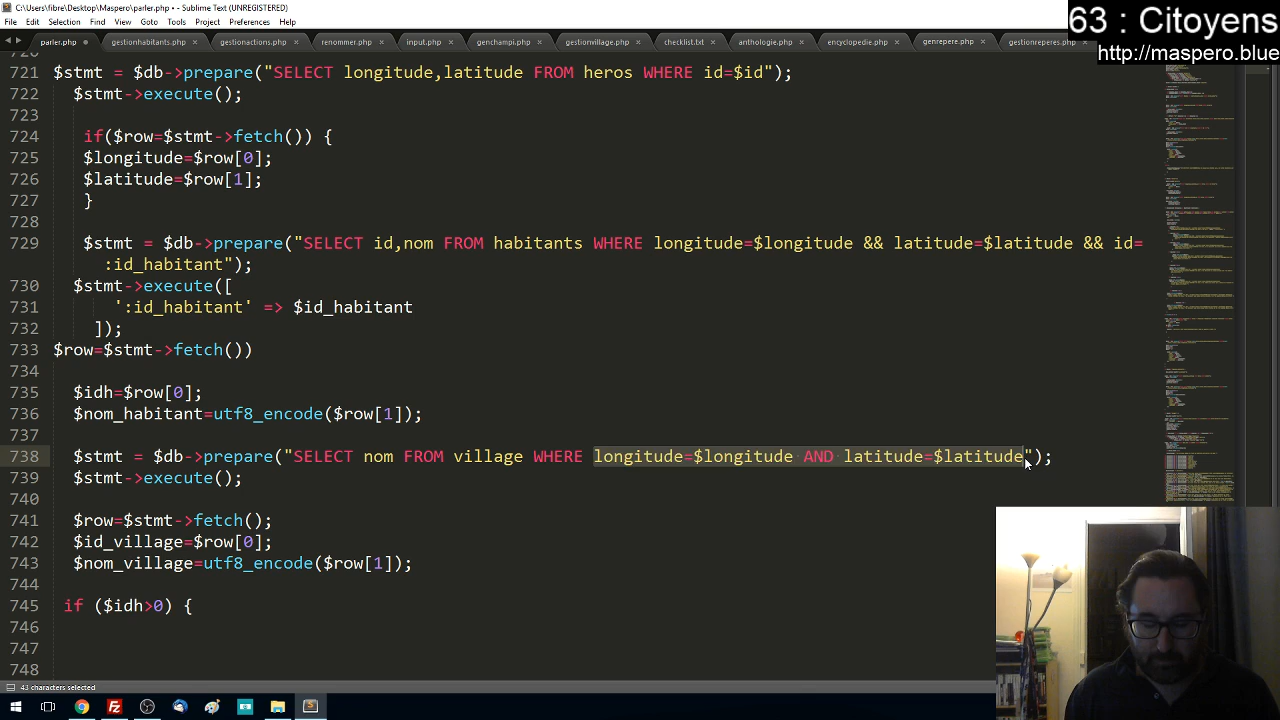 C:\Users\fibre\Desktop\Maspero\parler.php • - Sublime Text (UNREGISTERED)
63 : Citoyens
File Edit Selection Find View Goto Tools Project Preferences Help
http://maspero.blue
parler.php gestionhabitants.php gestionactions.php renommer.php input.php genchampi.php gestionvillage.php checklist.txt anthologie.php encyclopedie.php genrepere.php gestionreperes.php
720
721 $stmt = $db->prepare("SELECT longitude,latitude FROM heros WHERE id=$id");
722 $stmt->execute();
723
724 if($row=$stmt->fetch()) {
725 $longitude=$row[0];
726 $latitude=$row[1];
727 }
728
729 $stmt = $db->prepare("SELECT id,nom FROM habitants WHERE longitude=$longitude && latitude=$latitude && id=
:id_habitant");
730 $stmt->execute([
731 ':id_habitant' => $id_habitant
732 ]);
733 $row=$stmt->fetch())
734
735 $idh=$row[0];
736 $nom_habitant=utf8_encode($row[1]);
737
738 $stmt = $db->prepare("SELECT nom FROM village WHERE longitude=$longitude AND latitude=$latitude");
739 $stmt->execute();
740
741 $row=$stmt->fetch();
742 $id_village=$row[0];
743 $nom_village=utf8_encode($row[1]);
744
745 if ($idh>0) {
746
747
748
43 characters selected